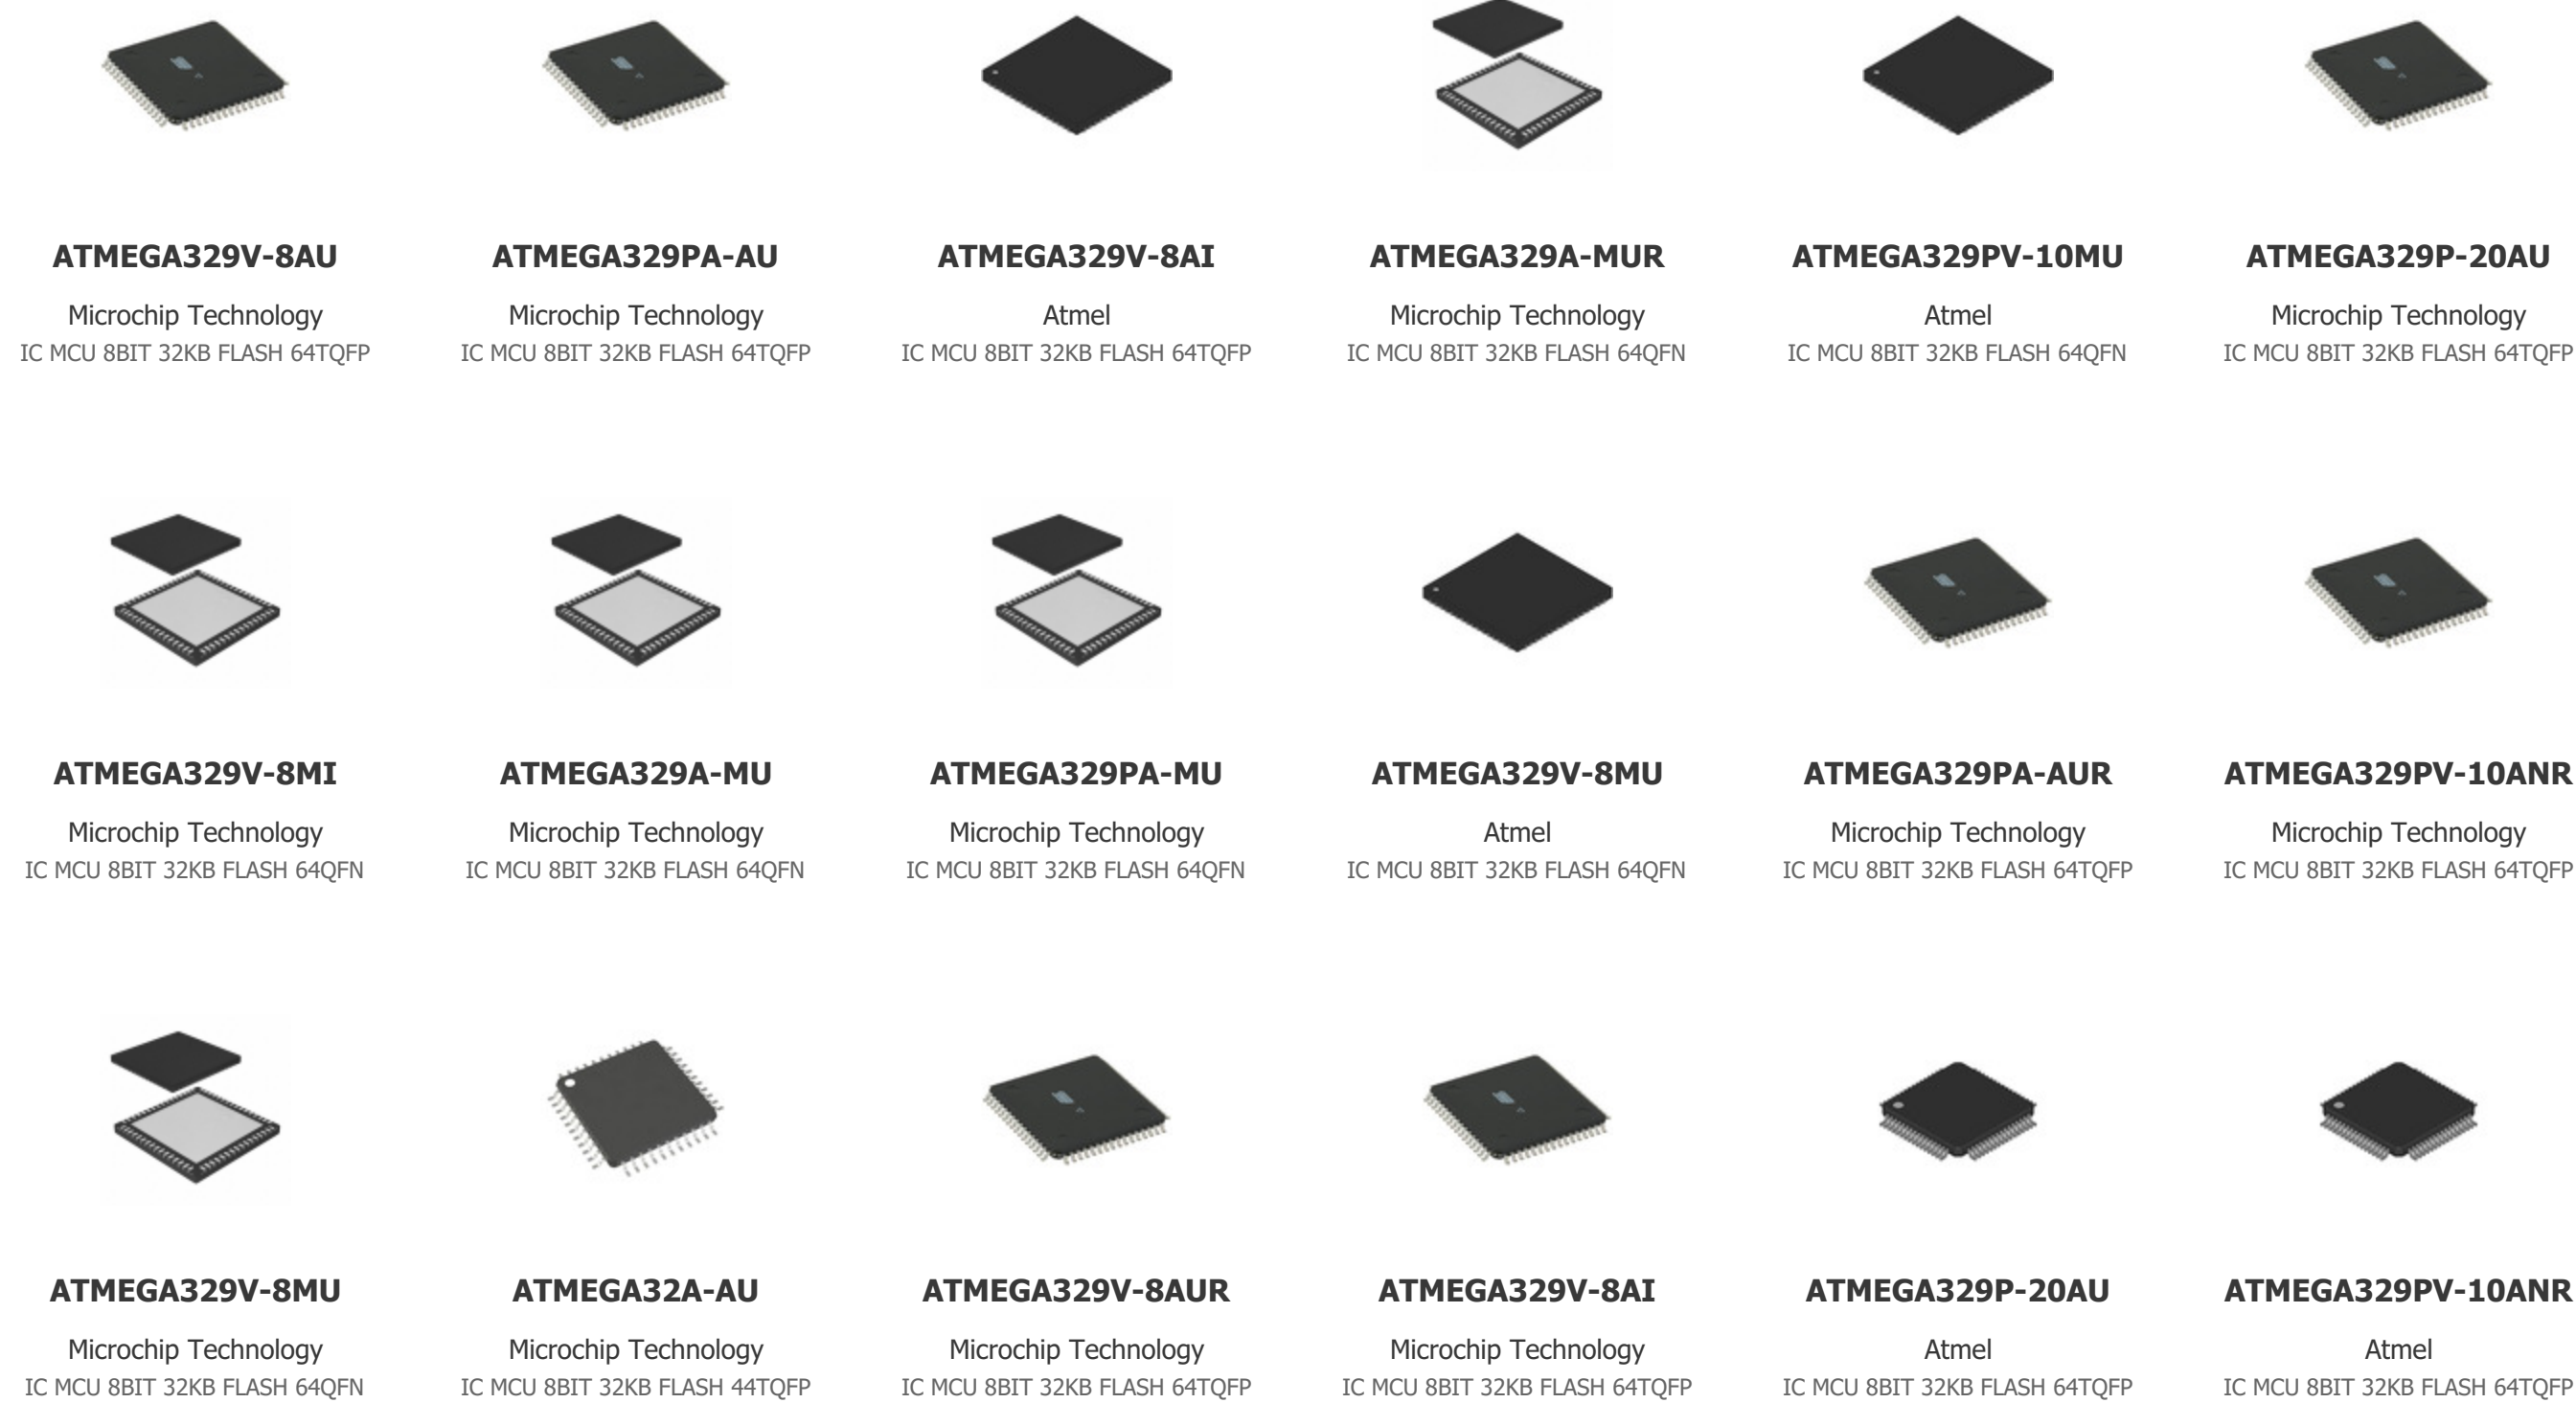 ATMEGA329V-8AU
Microchip Technology
IC MCU 8BIT 32KB FLASH 64TQFP
ATMEGA329PA-AU
Microchip Technology
IC MCU 8BIT 32KB FLASH 64TQFP
ATMEGA329V-8AI
Atmel
IC MCU 8BIT 32KB FLASH 64TQFP
ATMEGA329A-MUR
Microchip Technology
IC MCU 8BIT 32KB FLASH 64QFN
ATMEGA329PV-10MU
Atmel
IC MCU 8BIT 32KB FLASH 64QFN
ATMEGA329P-20AU
Microchip Technology
IC MCU 8BIT 32KB FLASH 64TQFP
ATMEGA329V-8MI
Microchip Technology
IC MCU 8BIT 32KB FLASH 64QFN
ATMEGA329A-MU
Microchip Technology
IC MCU 8BIT 32KB FLASH 64QFN
ATMEGA329PA-MU
Microchip Technology
IC MCU 8BIT 32KB FLASH 64QFN
ATMEGA329V-8MU
Atmel
IC MCU 8BIT 32KB FLASH 64QFN
ATMEGA329PA-AUR
Microchip Technology
IC MCU 8BIT 32KB FLASH 64TQFP
ATMEGA329PV-10ANR
Microchip Technology
IC MCU 8BIT 32KB FLASH 64TQFP
ATMEGA329V-8MU
Microchip Technology
IC MCU 8BIT 32KB FLASH 64QFN
ATMEGA32A-AU
Microchip Technology
IC MCU 8BIT 32KB FLASH 44TQFP
ATMEGA329V-8AUR
Microchip Technology
IC MCU 8BIT 32KB FLASH 64TQFP
ATMEGA329V-8AI
Microchip Technology
IC MCU 8BIT 32KB FLASH 64TQFP
ATMEGA329P-20AU
Atmel
IC MCU 8BIT 32KB FLASH 64TQFP
ATMEGA329PV-10ANR
Atmel
IC MCU 8BIT 32KB FLASH 64TQFP